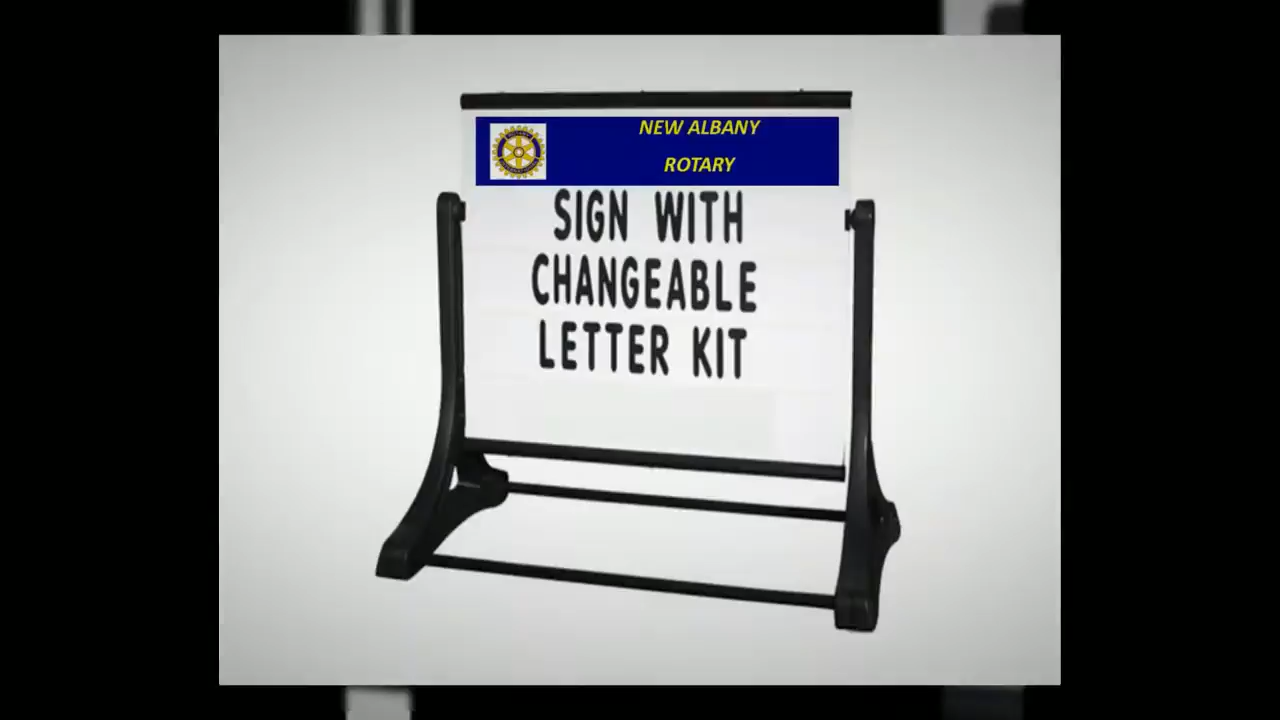 NEW ALBANY
ROTARY
SIGN WITH
CHANGEABLE
LETTER KIT